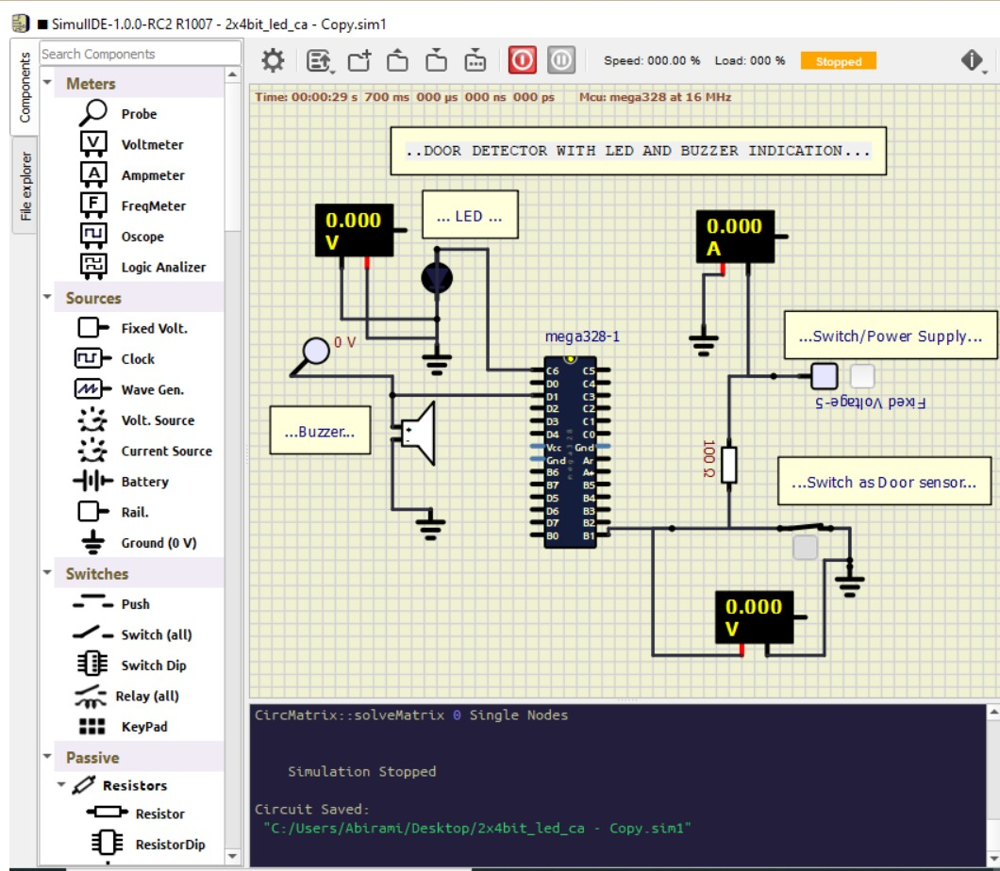 SimulIDE-1.0.0-RC2 R1007 - 2x4bit_led_ca - Copy.sim1
Components
File explorer
Search Components
Meters
Probe
Voltmeter
Ampmeter
FreqMeter
Oscope
Logic Analizer
Sources
Fixed Volt.
Clock
Wave Gen.
Volt. Source
Current Source
Battery
Rail.
Ground (0 V)
Switches
Push
Switch (all)
Switch Dip
Relay (all)
KeyPad
Passive
Resistors
Resistor
ResistorDip
Speed: 000.00 % Load: 000 % Stopped
Time: 00:00:29 s 700 ms 000 µs 000 ns 000 ps Mcu: mega328 at 16 MHz
..DOOR DETECTOR WITH LED AND BUZZER INDICATION...
0.000
V
... LED ...
0.000
A
0 V
mega328-1
...Switch/Power Supply...
Fixed Voltage-5
...Buzzer...
C6 C5
D0 C4
D1 C3
D2 C2
D3 C1
D4 C0
Vcc Gnd
Gnd Ar
B6 A+
B7 B5
D5 B4
D6 B3
D7 B2
B0 B1
mega328
100 Ω
...Switch as Door sensor...
0.000
V
CircMatrix::solveMatrix 0 Single Nodes
Simulation Stopped
Circuit Saved:
"C:/Users/Abirami/Desktop/2x4bit_led_ca - Copy.sim1"